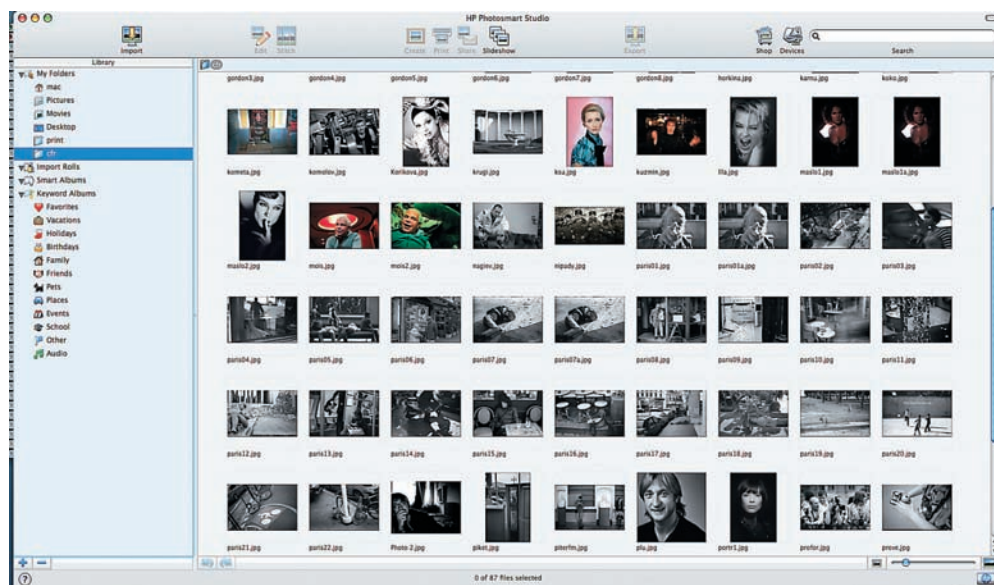 HP Photosmart Studio
Import
Edit Stitch
Create Print Share Slideshow
Export
Shop Devices
Search
Library
My Folders
mac
Pictures
Movies
Desktop
print
cfr
Import Rolls
Smart Albums
Keyword Albums
Favorites
Vacations
Holidays
Birthdays
Family
Friends
Pets
Places
Events
School
Other
Audio
gordon3.jpg gordon4.jpg gordon5.jpg gordon6.jpg gordon7.jpg gordon8.jpg horkina.jpg kamu.jpg koko.jpg
kometa.jpg komolov.jpg Korikova.jpg krugi.jpg ksu.jpg kuzmin.jpg lila.jpg maslo1.jpg maslo1a.jpg
maslo2.jpg mois.jpg mois2.jpg nagiev.jpg nipady.jpg paris01.jpg paris01a.jpg paris02.jpg paris03.jpg
paris04.jpg paris05.jpg paris06.jpg paris07.jpg paris07a.jpg paris08.jpg paris09.jpg paris10.jpg paris11.jpg
paris12.jpg paris13.jpg paris14.jpg paris15.jpg paris16.jpg paris17.jpg paris18.jpg paris19.jpg paris20.jpg
paris21.jpg paris22.jpg Photo-2.jpg piket.jpg piterfm.jpg plu.jpg portr1.jpg profor.jpg prove.jpg
0 of 87 files selected